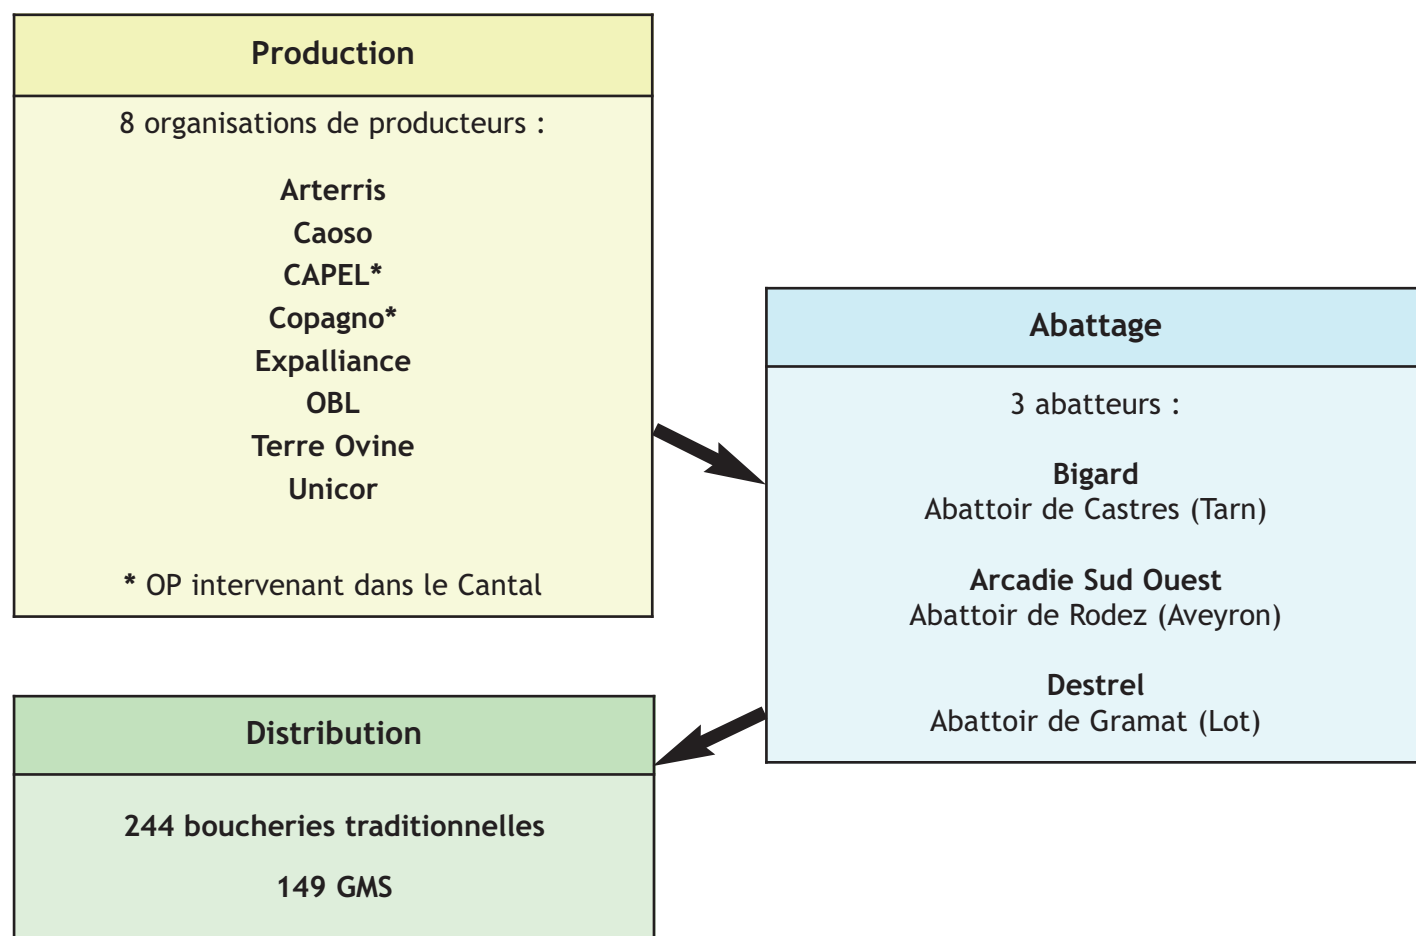 Production
8 organisations de producteurs :
Arterris
Caoso
CAPEL*
Copagno*
Expalliance
OBL
Terre Ovine
Unicor
* OP intervenant dans le Cantal
Abattage
3 abatteurs :
Bigard
Abattoir de Castres (Tarn)
Arcadie Sud Ouest
Abattoir de Rodez (Aveyron)
Destrel
Abattoir de Gramat (Lot)
Distribution
244 boucheries traditionnelles
149 GMS